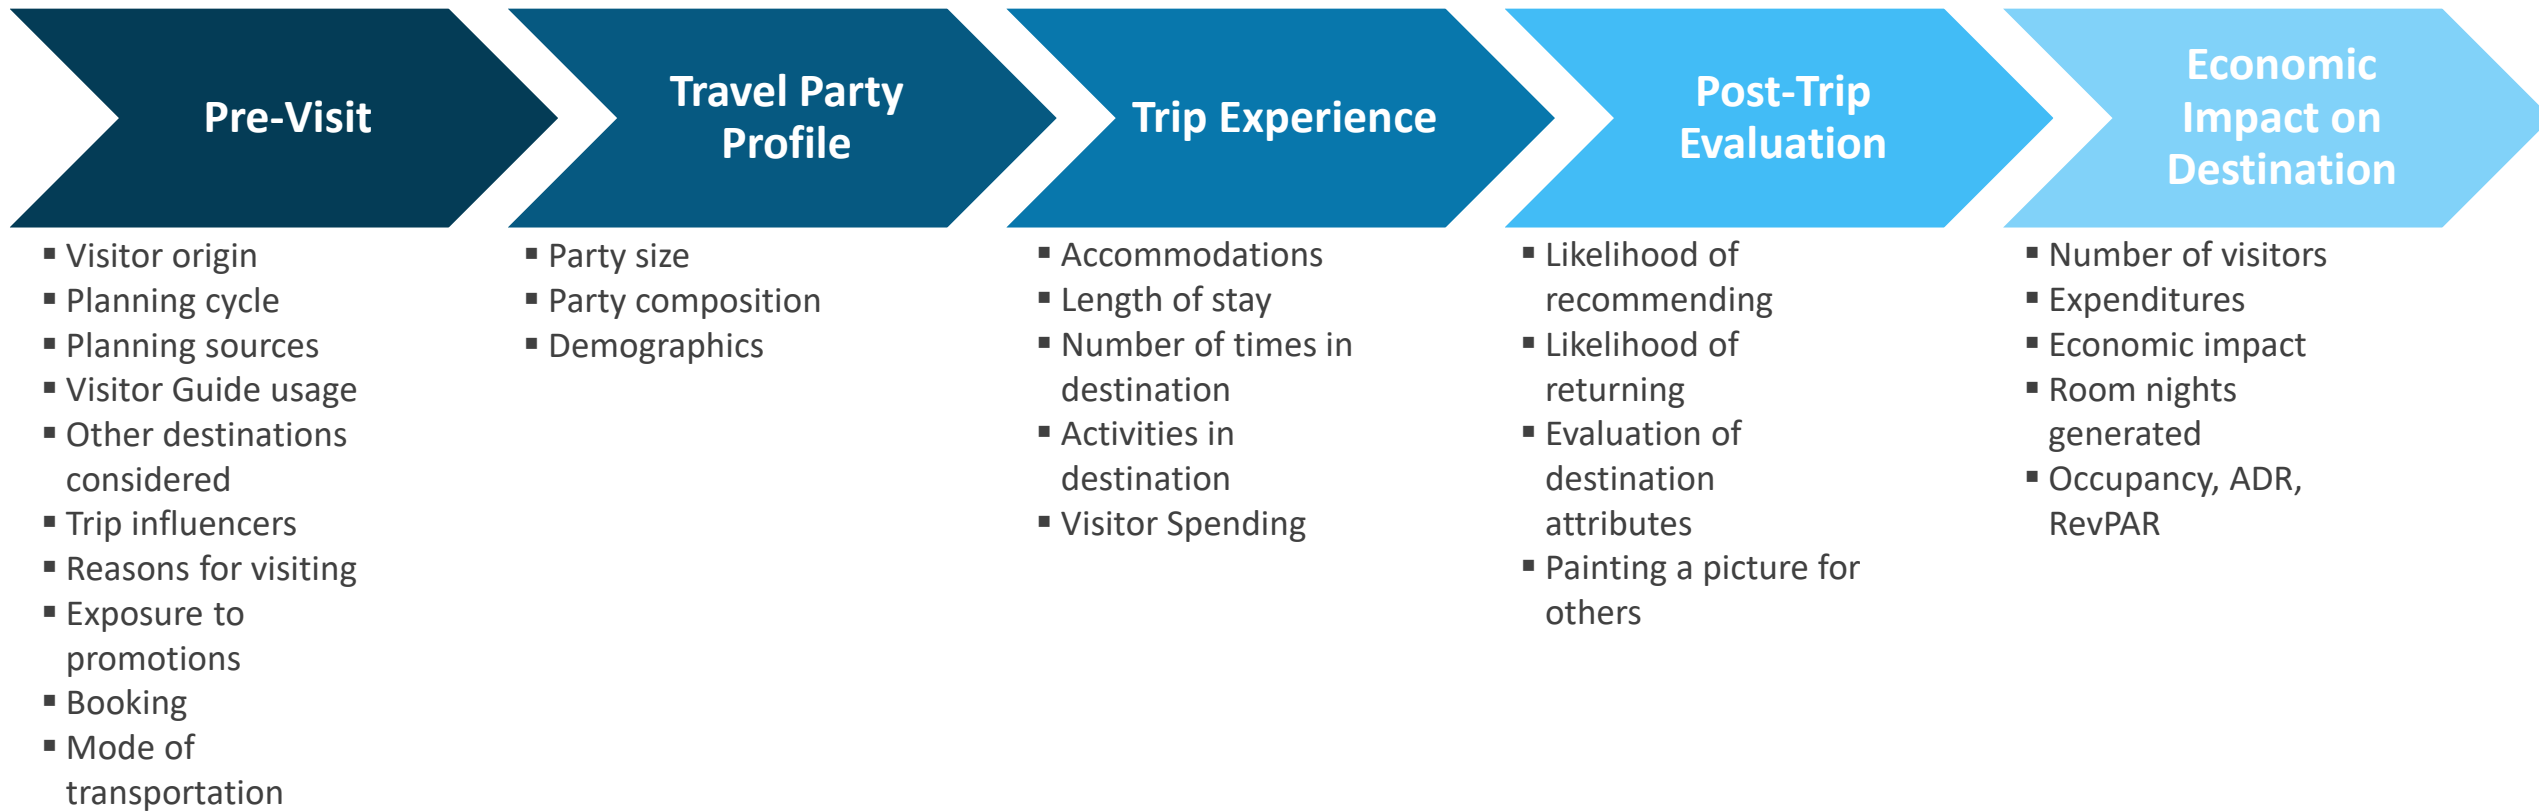 Pre-Visit
▪ Visitor origin
▪ Planning cycle
▪ Planning sources
▪ Visitor Guide usage
▪ Other destinations
considered
▪ Trip influencers
▪ Reasons for visiting
▪ Exposure to
promotions
▪ Booking
▪ Mode of
transportation
Travel Party
Profile
▪ Party size
▪ Party composition
▪ Demographics
Trip Experience
▪ Accommodations
▪ Length of stay
▪ Number of times in
destination
▪ Activities in
destination
▪ Visitor Spending
Post-Trip
Evaluation
▪ Likelihood of
recommending
▪ Likelihood of
returning
▪ Evaluation of
destination
attributes
▪ Painting a picture for
others
Economic
Impact on
Destination
▪ Number of visitors
▪ Expenditures
▪ Economic impact
▪ Room nights
generated
▪ Occupancy, ADR,
RevPAR